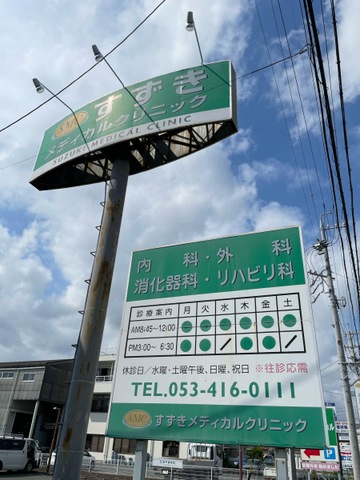 SMC
すずき
メディカルクリニック
SUZUKI MEDICAL CLINIC
内科・外科
消化器科・リハビリ科
診療案内 月 火 水 木 金 土
AM8:45~12:00 ● ● ● ● ● ●
PM3:00~ 6:30 ● ● / ● ● /
休診日/水曜・土曜午後、日曜、祝日 ※往診応需
TEL.053-416-0111
SMC すずきメディカルクリニック
P